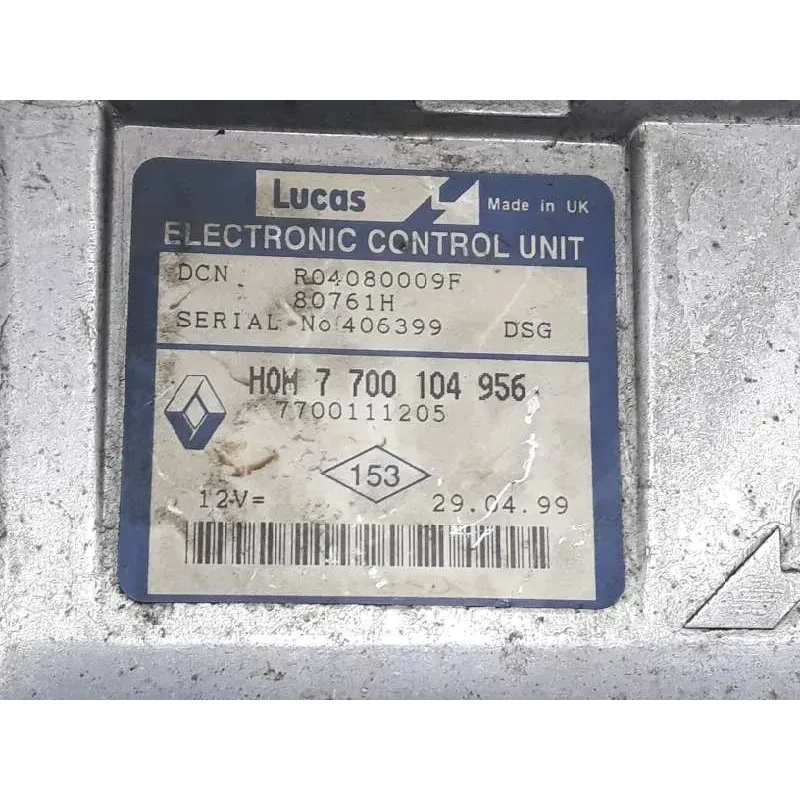 Lucas Made in UK
ELECTRONIC CONTROL UNIT
DCN R04080009F
80761H
SERIAL No 406399 DSG
HOM 7 700 104 956
7700111205
153
12V= 29.04.99